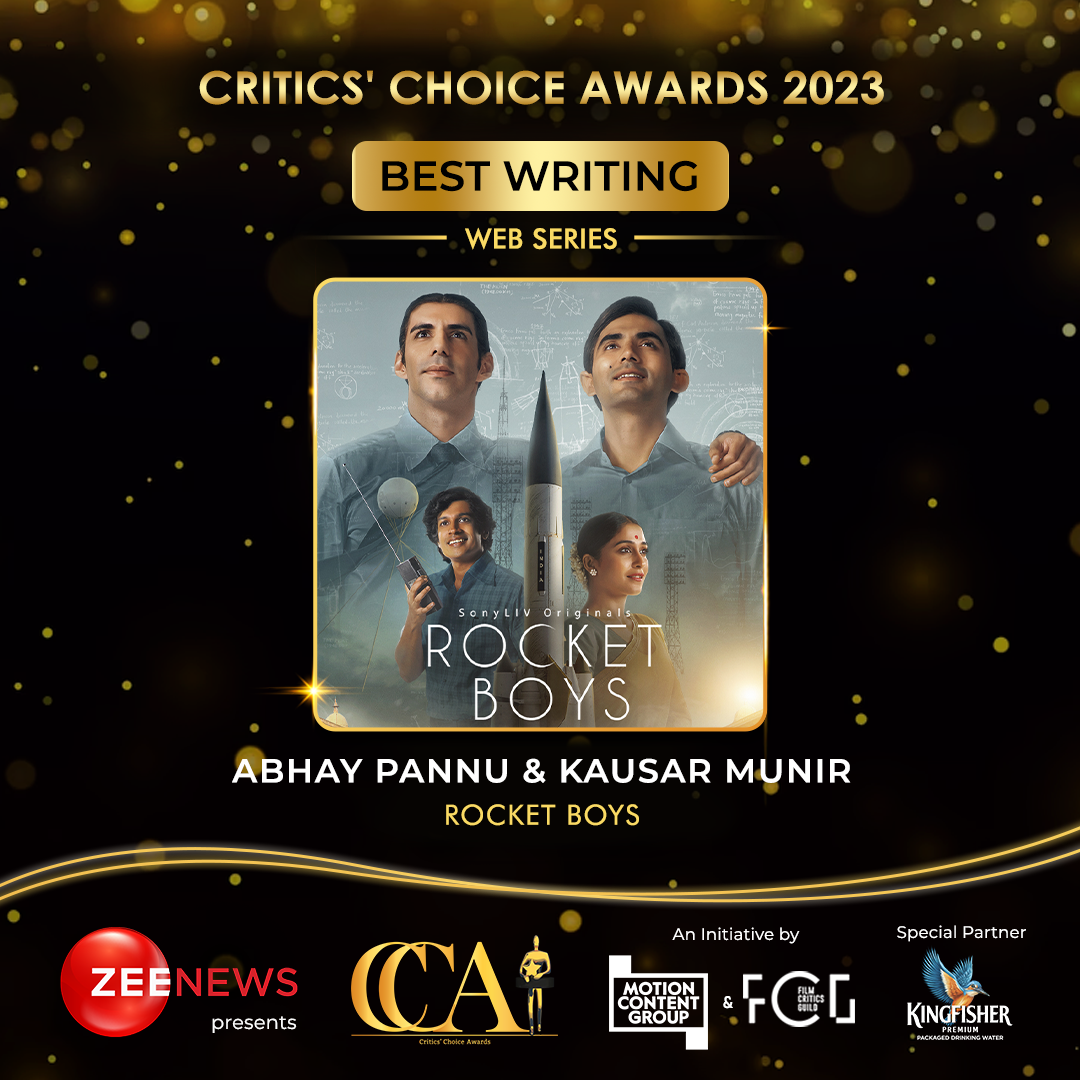 CRITICS' CHOICE AWARDS 2023
BEST WRITING
WEB SERIES
INDIA
SonyLIV Originals
ROCKET
BOYS
ABHAY PANNU & KAUSAR MUNIR
ROCKET BOYS
ZEENEWS
presents
CCA
Critics' Choice Awards
An Initiative by
MOTION
CONTENT
GROUP
&
FCG
FILM
CRITICS
GUILD
Special Partner
KINGFISHER
PREMIUM
PACKAGED DRINKING WATER